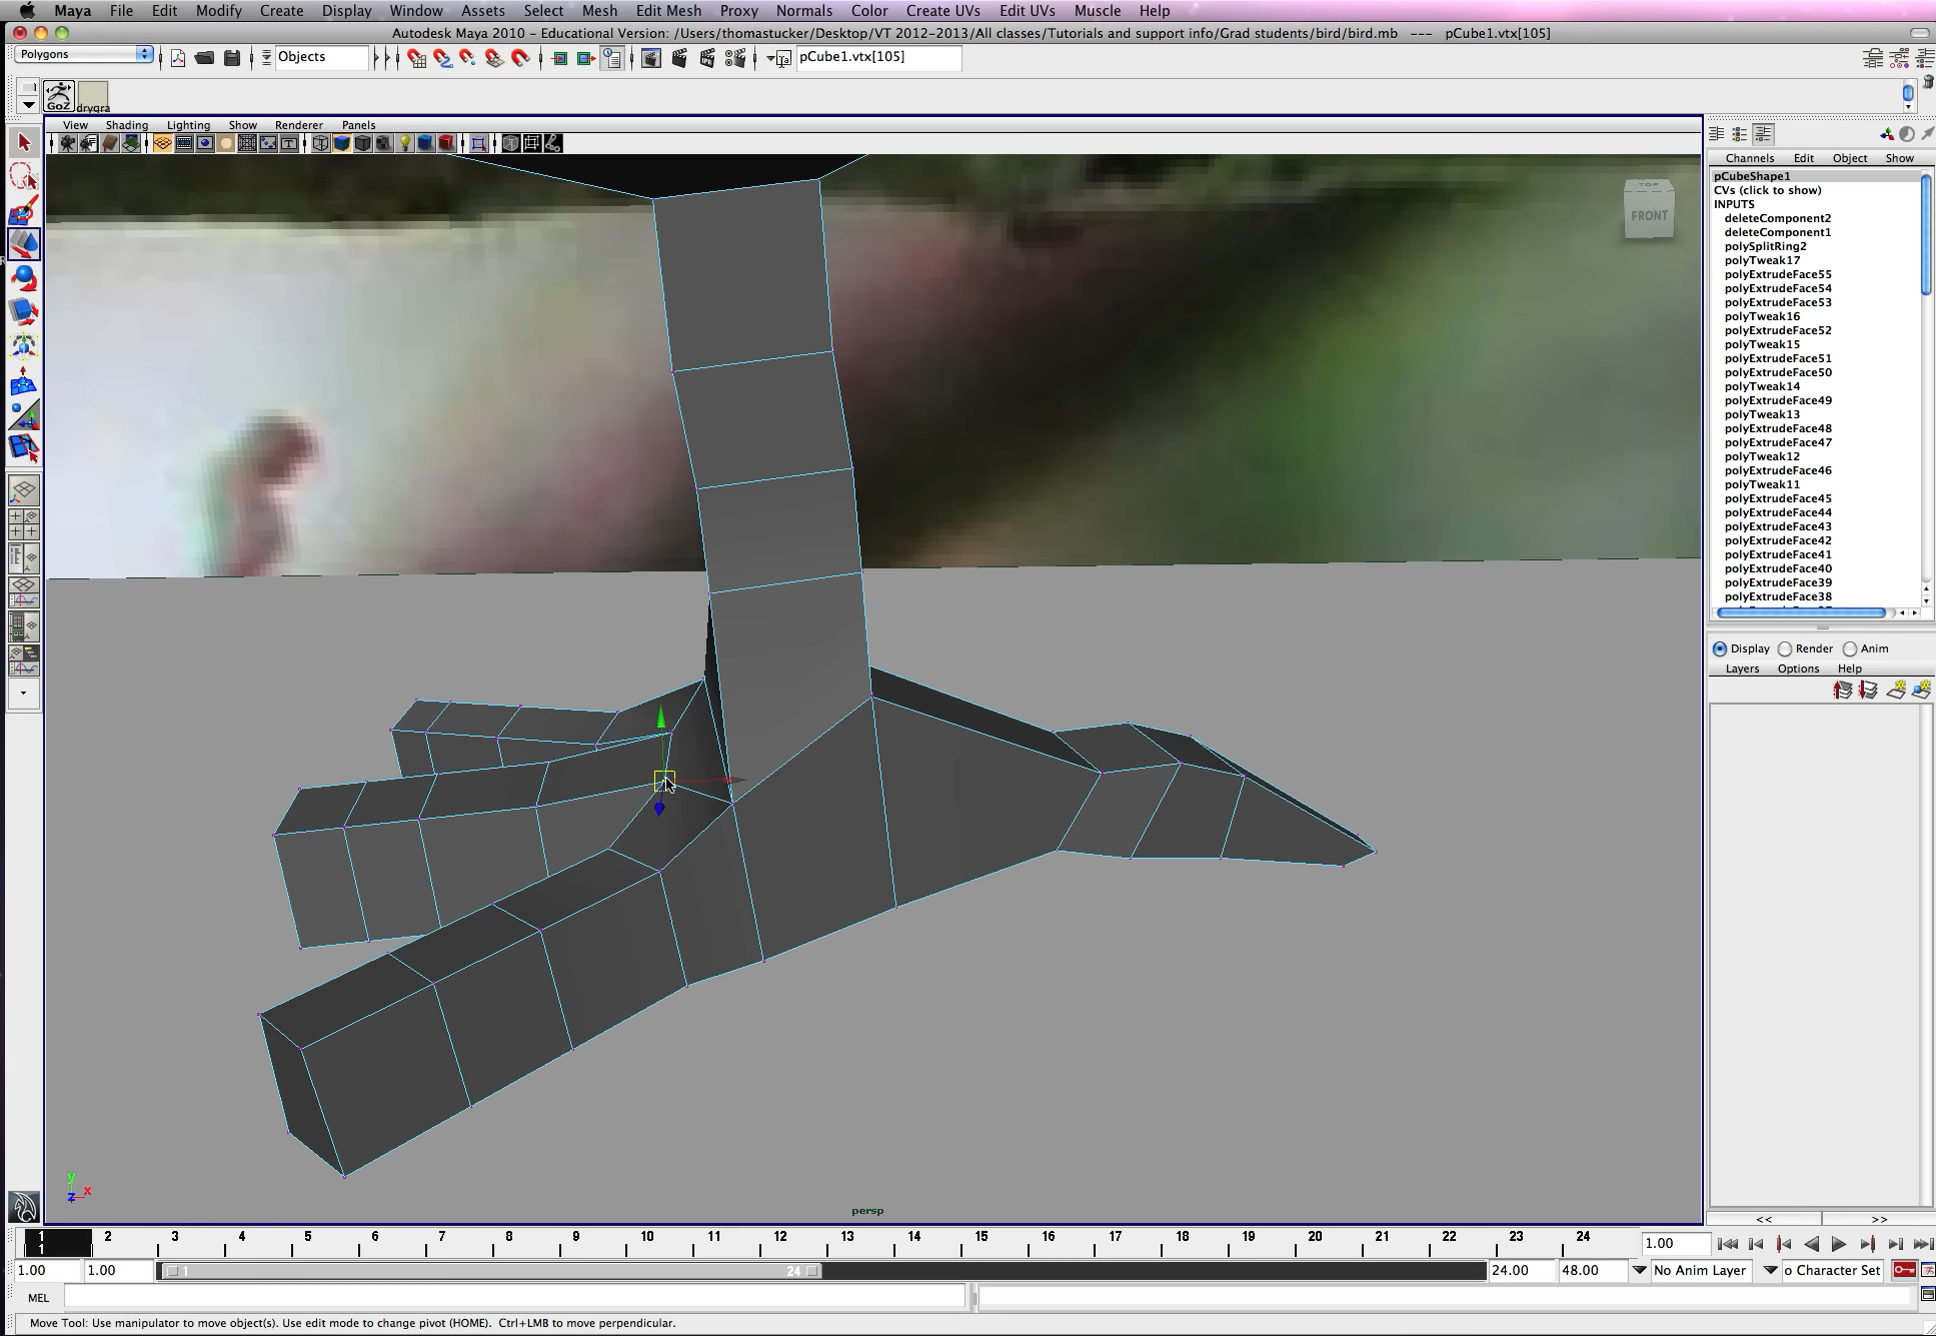 Maya File Edit Modify Create Display Window Assets Select Mesh Edit Mesh Proxy Normals Color Create UVs Edit UVs Muscle Help
Autodesk Maya 2010 – Educational Version: /Users/thomastucker/Desktop/VT 2012-2013/All classes/Tutorials and support info/Grad students/bird/bird.mb --- pCube1.vtx[105]
Polygons Objects pCube1.vtx[105]
GoZ drygra
View Shading Lighting Show Renderer Panels
Channels Edit Object Show
pCubeShape1
CVs (click to show)
INPUTS
deleteComponent2
deleteComponent1
polySplitRing2
polyTweak17
polyExtrudeFace55
polyExtrudeFace54
polyExtrudeFace53
polyTweak16
polyExtrudeFace52
polyTweak15
polyExtrudeFace51
polyExtrudeFace50
polyTweak14
polyExtrudeFace49
polyTweak13
polyExtrudeFace48
polyExtrudeFace47
polyTweak12
polyExtrudeFace46
polyTweak11
polyExtrudeFace45
polyExtrudeFace44
polyExtrudeFace43
polyExtrudeFace42
polyExtrudeFace41
polyExtrudeFace40
polyExtrudeFace39
polyExtrudeFace38
TOP
FRONT
Display Render Anim
Layers Options Help
y
z x
persp
<< >>
1 2 3 4 5 6 7 8 9 10 11 12 13 14 15 16 17 18 19 20 21 22 23 24 1.00
1
1.00 1.00 1 24 24.00 48.00 No Anim Layer o Character Set
MEL
Move Tool: Use manipulator to move object(s). Use edit mode to change pivot (HOME). Ctrl+LMB to move perpendicular.